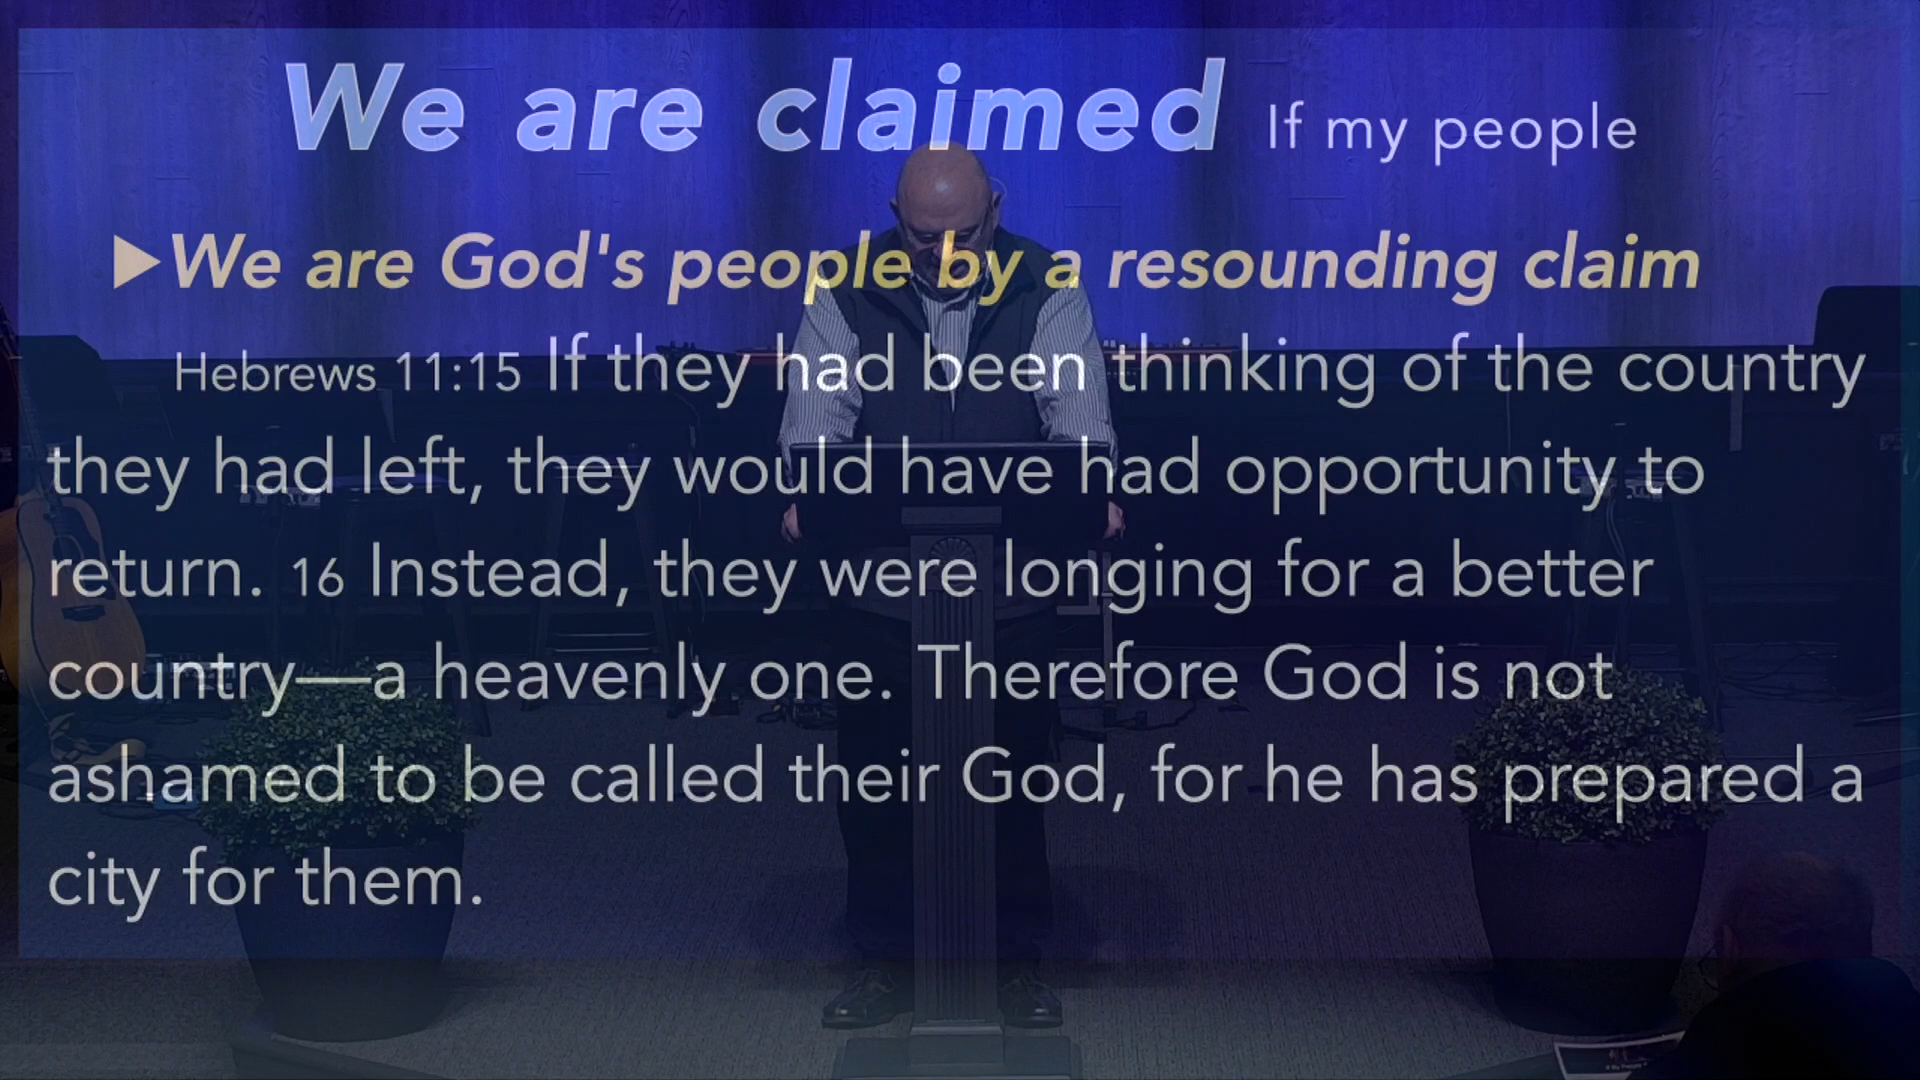 We are claimed If my people
▶We are God's people by a resounding claim
Hebrews 11:15 If they had been thinking of the country
they had left, they would have had opportunity to
return. 16 Instead, they were longing for a better
country—a heavenly one. Therefore God is not
ashamed to be called their God, for he has prepared a
city for them.